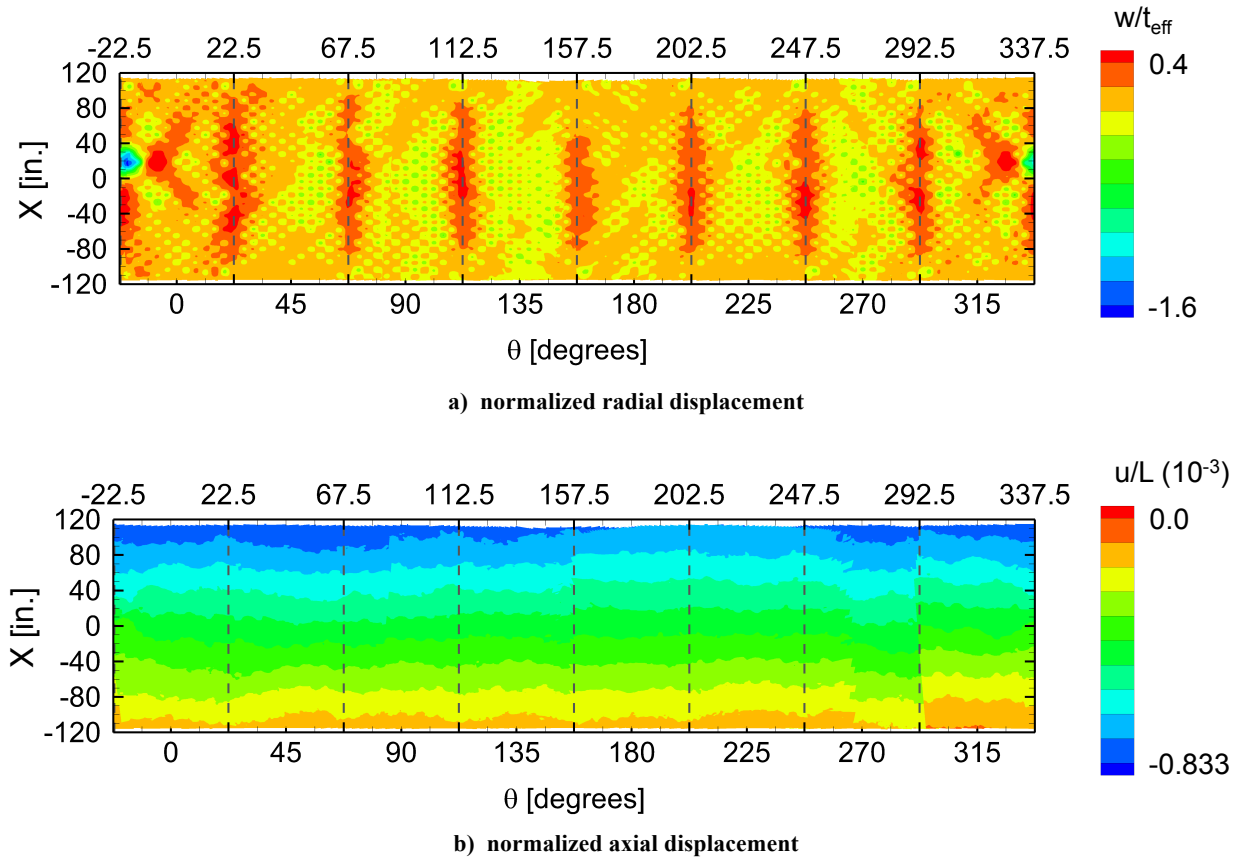 w/teff
-22.5 22.5 67.5 112.5 157.5 202.5 247.5 292.5 337.5
120
80
40
0
-40
-80
-120
X [in.]
0.4
-1.6
0 45 90 135 180 225 270 315
θ [degrees]
a) normalized radial displacement
u/L (10-3)
-22.5 22.5 67.5 112.5 157.5 202.5 247.5 292.5 337.5
120
80
40
0
-40
-80
-120
X [in.]
0.0
-0.833
0 45 90 135 180 225 270 315
θ [degrees]
b) normalized axial displacement